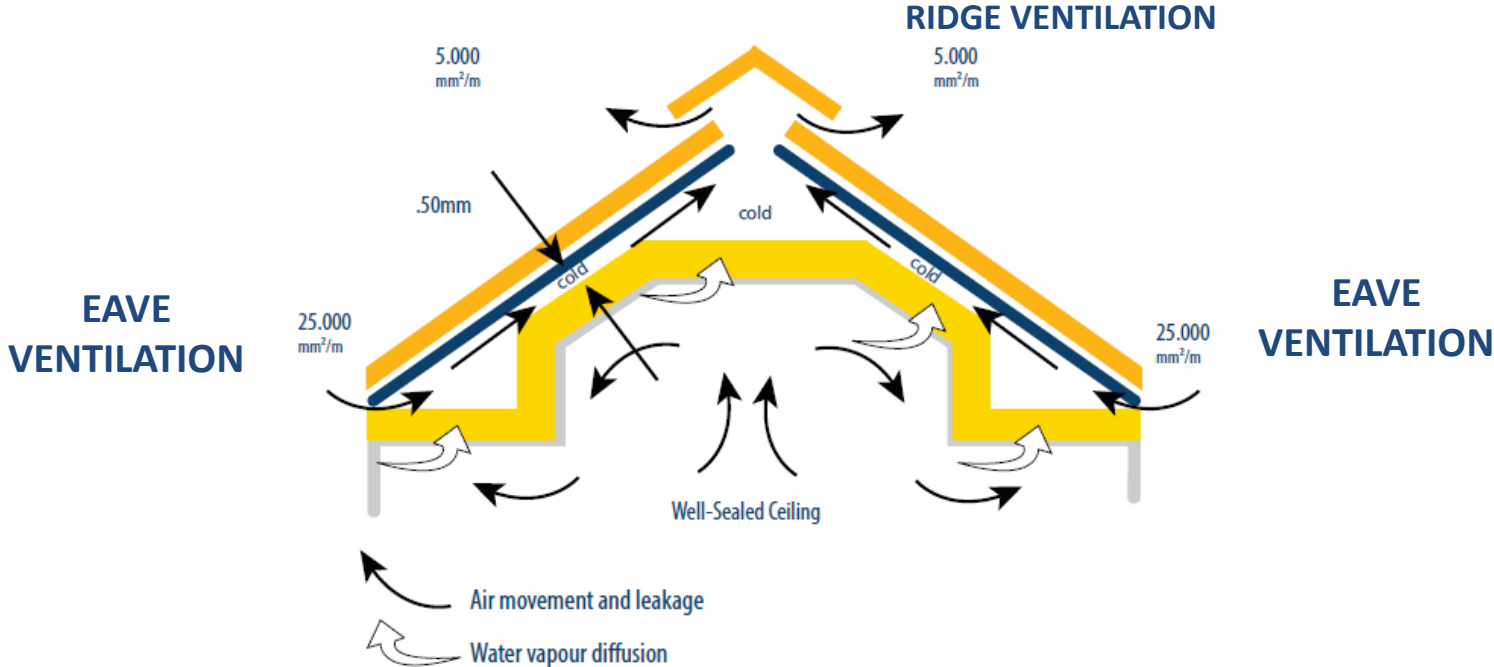 RIDGE VENTILATION
5.000
mm²/m
5.000
mm²/m
.50mm
cold
cold
cold
EAVE
VENTILATION
25.000
mm²/m
25.000
mm²/m
EAVE
VENTILATION
Well-Sealed Ceiling
Air movement and leakage
Water vapour diffusion